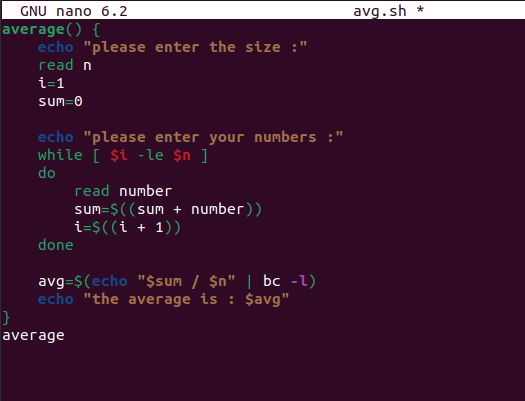 GNU nano 6.2 avg.sh *
average() {
    echo "please enter the size :"
    read n
    i=1
    sum=0

    echo "please enter your numbers :"
    while [ $i -le $n ]
    do
        read number
        sum=$((sum + number))
        i=$((i + 1))
    done

    avg=$(echo "$sum / $n" | bc -l)
    echo "the average is : $avg"
}
average